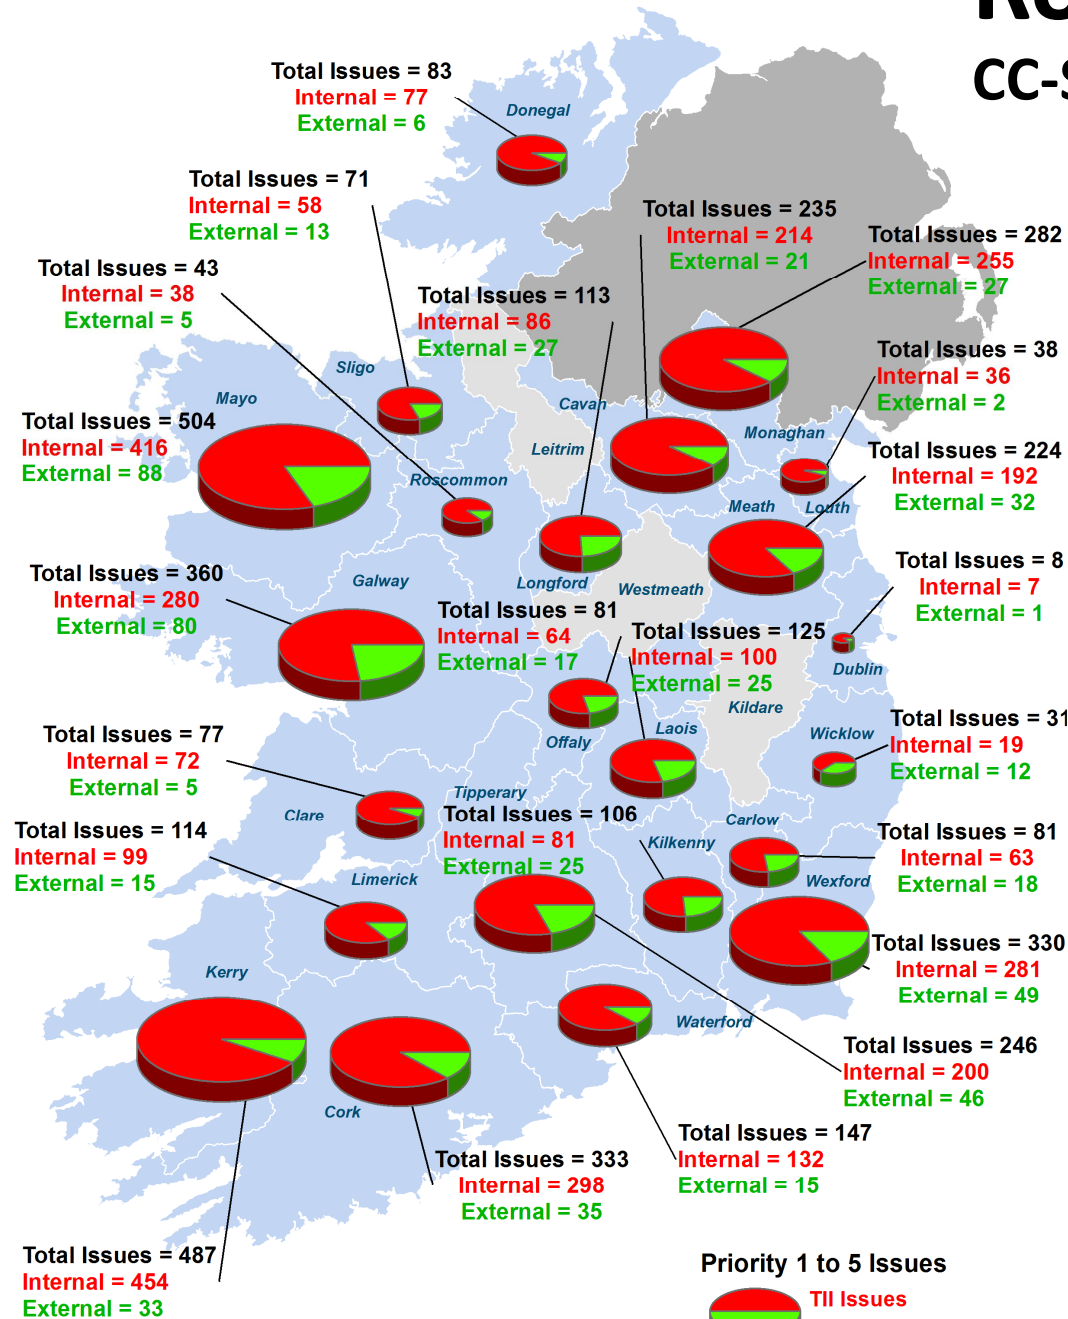 CC-S
Total Issues = 83
Internal = 77
External = 6
Donegal
Total Issues = 71
Internal = 58
External = 13
Total Issues = 235
Internal = 214
External = 21
Total Issues = 282
Internal = 255
External = 27
Total Issues = 43
Internal = 38
External = 5
Total Issues = 113
Internal = 86
External = 27
Total Issues = 38
Internal = 36
External = 2
Sligo
Mayo
Cavan
Monaghan
Leitrim
Total Issues = 504
Internal = 416
External = 88
Total Issues = 224
Internal = 192
External = 32
Roscommon
Meath
Louth
Total Issues = 360
Internal = 280
External = 80
Galway
Longford
Westmeath
Total Issues = 8
Internal = 7
External = 1
Total Issues = 81
Internal = 64
External = 17
Total Issues = 125
Internal = 100
External = 25
Dublin
Kildare
Offaly
Laois
Wicklow
Total Issues = 31
Internal = 19
External = 12
Total Issues = 77
Internal = 72
External = 5
Tipperary
Clare
Total Issues = 106
Internal = 81
External = 25
Kilkenny
Carlow
Total Issues = 81
Internal = 63
External = 18
Total Issues = 114
Internal = 99
External = 15
Limerick
Wexford
Total Issues = 330
Internal = 281
External = 49
Kerry
Waterford
Total Issues = 246
Internal = 200
External = 46
Cork
Total Issues = 147
Internal = 132
External = 15
Total Issues = 333
Internal = 298
External = 35
Total Issues = 487
Internal = 454
External = 33
Priority 1 to 5 Issues
TII Issues